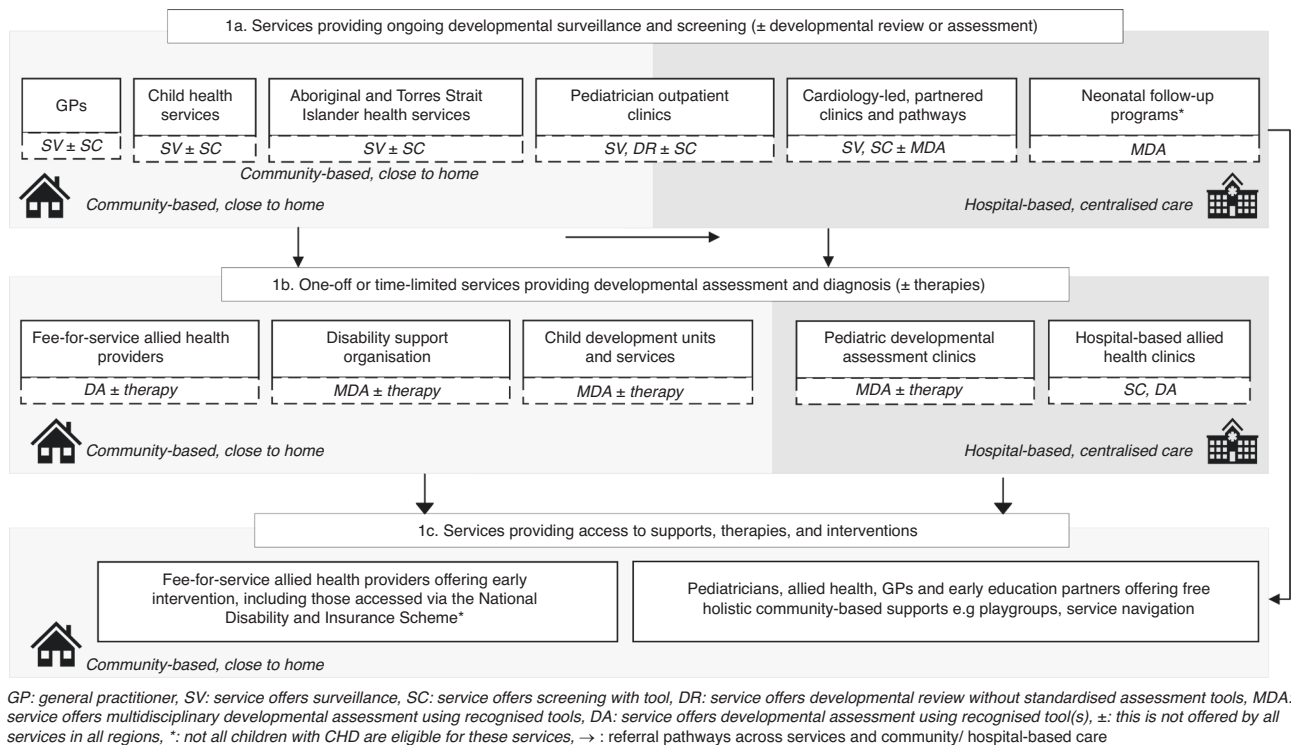 1a. Services providing ongoing developmental surveillance and screening (± developmental review or assessment)
GPs
SV ± SC
Child health
services
SV ± SC
Aboriginal and Torres Strait
Islander health services
SV ± SC
Pediatrician outpatient
clinics
SV, DR ± SC
Cardiology-led, partnered
clinics and pathways
SV, SC ± MDA
Neonatal follow-up
programs*
MDA
Community-based, close to home
Community-based, close to home
Hospital-based, centralised care
1b. One-off or time-limited services providing developmental assessment and diagnosis (± therapies)
Fee-for-service allied health
providers
DA ± therapy
Disability support
organisation
MDA ± therapy
Child development units
and services
MDA ± therapy
Pediatric developmental
assessment clinics
MDA ± therapy
Hospital-based allied
health clinics
SC, DA
Community-based, close to home
Hospital-based, centralised care
1c. Services providing access to supports, therapies, and interventions
Fee-for-service allied health providers offering early
intervention, including those accessed via the National
Disability and Insurance Scheme*
Pediatricians, allied health, GPs and early education partners offering free
holistic community-based supports e.g playgroups, service navigation
Community-based, close to home
GP: general practitioner, SV: service offers surveillance, SC: service offers screening with tool, DR: service offers developmental review without standardised assessment tools, MDA:
service offers multidisciplinary developmental assessment using recognised tools, DA: service offers developmental assessment using recognised tool(s), ±: this is not offered by all
services in all regions, *: not all children with CHD are eligible for these services, → : referral pathways across services and community/ hospital-based care